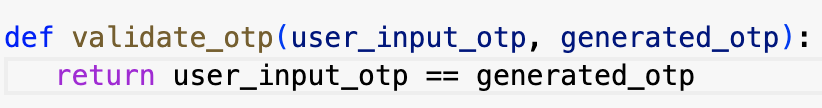 def validate_otp(user_input_otp, generated_otp):
    return user_input_otp == generated_otp